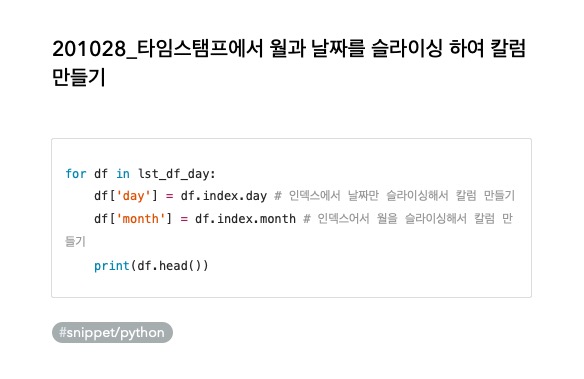 201028_타임스탬프에서 월과 날짜를 슬라이싱 하여 칼럼
만들기
for df in lst_df_day:
    df['day'] = df.index.day # 인덱스에서 날짜만 슬라이싱해서 칼럼 만들기
    df['month'] = df.index.month # 인덱스어서 월을 슬라이싱해서 칼럼 만
들기
    print(df.head())
#snippet/python